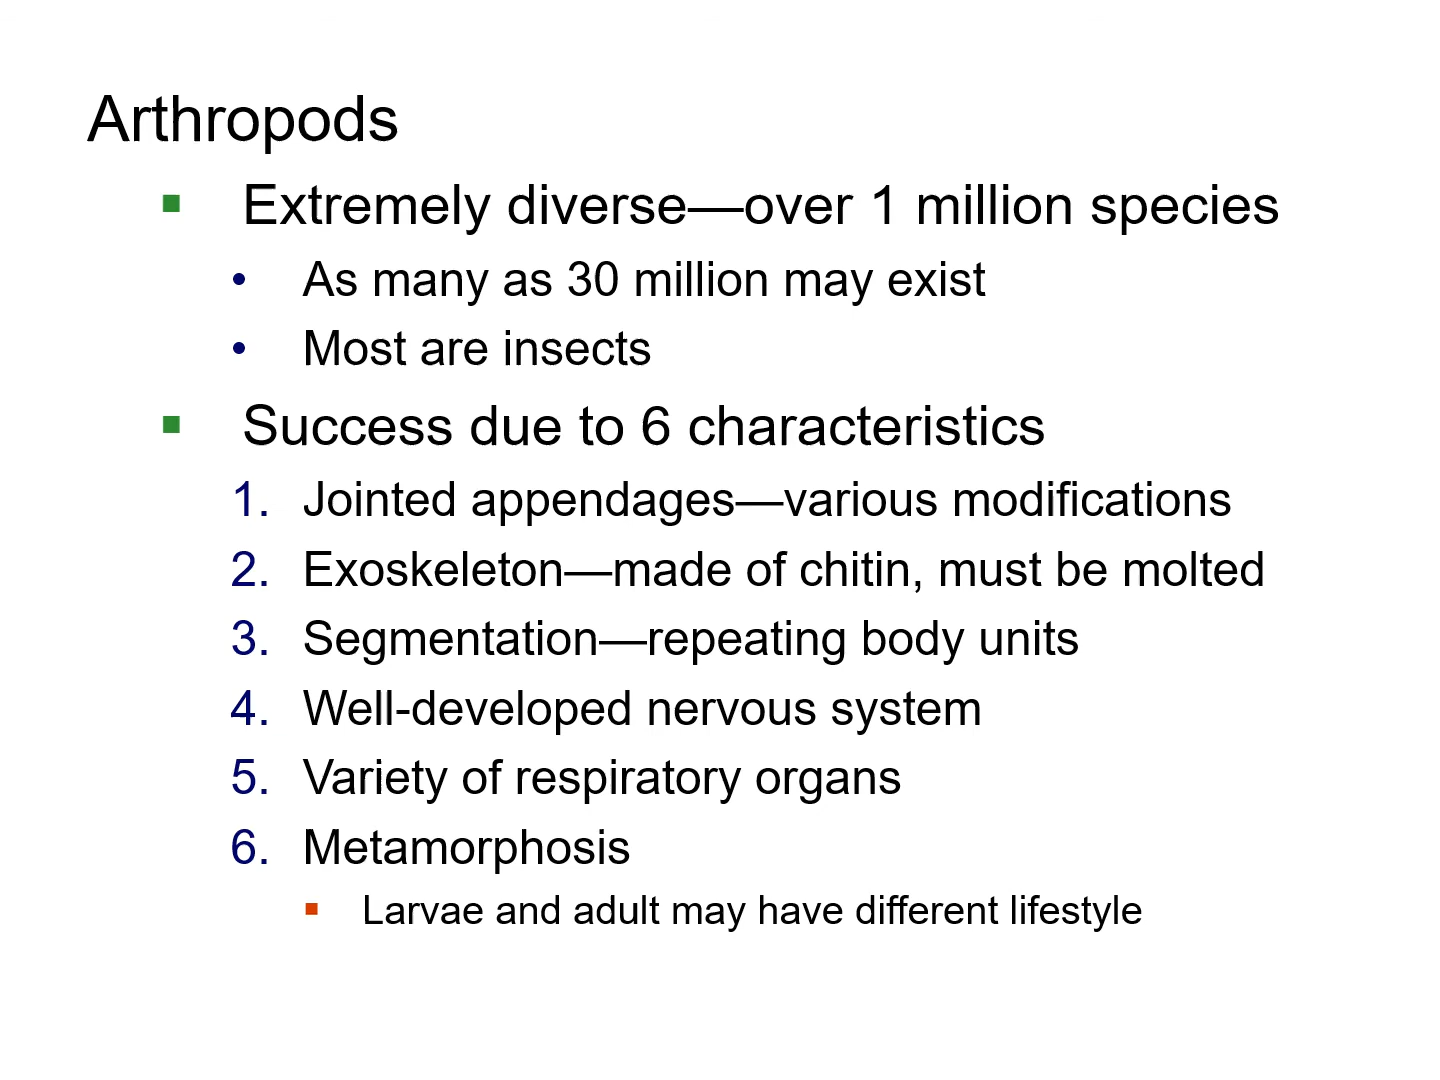 Arthropods
▪ Extremely diverse—over 1 million species
• As many as 30 million may exist
• Most are insects
▪ Success due to 6 characteristics
1. Jointed appendages—various modifications
2. Exoskeleton—made of chitin, must be molted
3. Segmentation—repeating body units
4. Well-developed nervous system
5. Variety of respiratory organs
6. Metamorphosis
▪ Larvae and adult may have different lifestyle